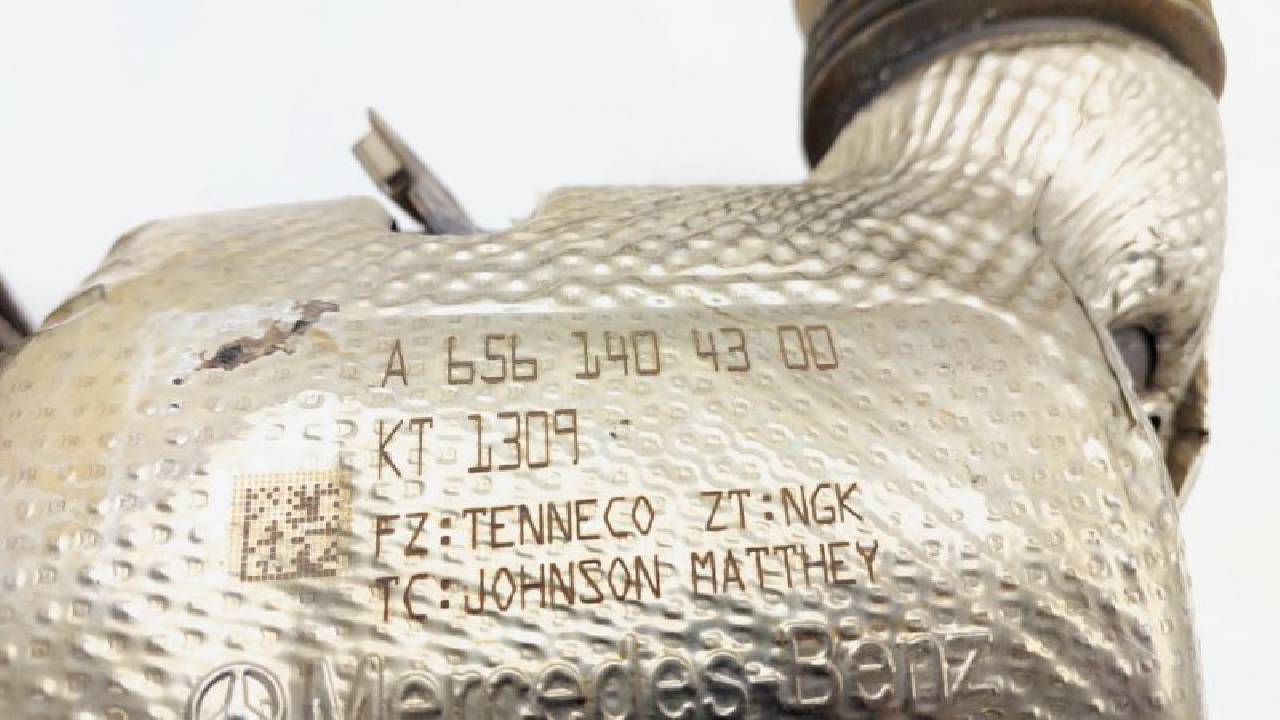 A 656 140 43 00
KT 1309
FZ:TENNECO ZT:NGK
TC:JOHNSON MATTHEY
Mercedes-Benz